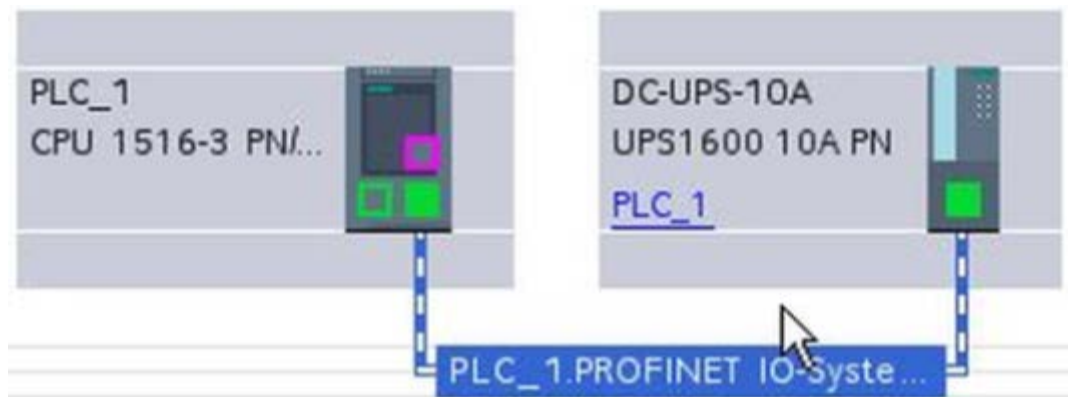 PLC_1
CPU 1516-3 PN/...
DC-UPS-10A
UPS1600 10A PN
PLC_1
PLC_1.PROFINET IO-Syste...